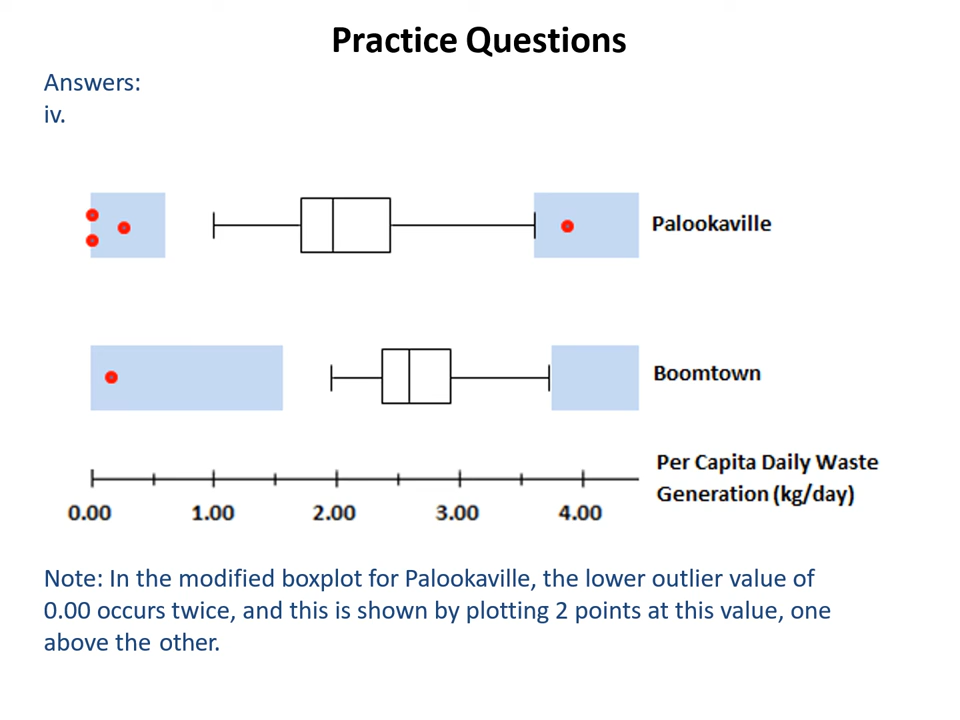 Practice Questions
Answers:
iv.
Palookaville
Boomtown
Per Capita Daily Waste
Generation (kg/day)
0.00 1.00 2.00 3.00 4.00
Note: In the modified boxplot for Palookaville, the lower outlier value of
0.00 occurs twice, and this is shown by plotting 2 points at this value, one
above the other.